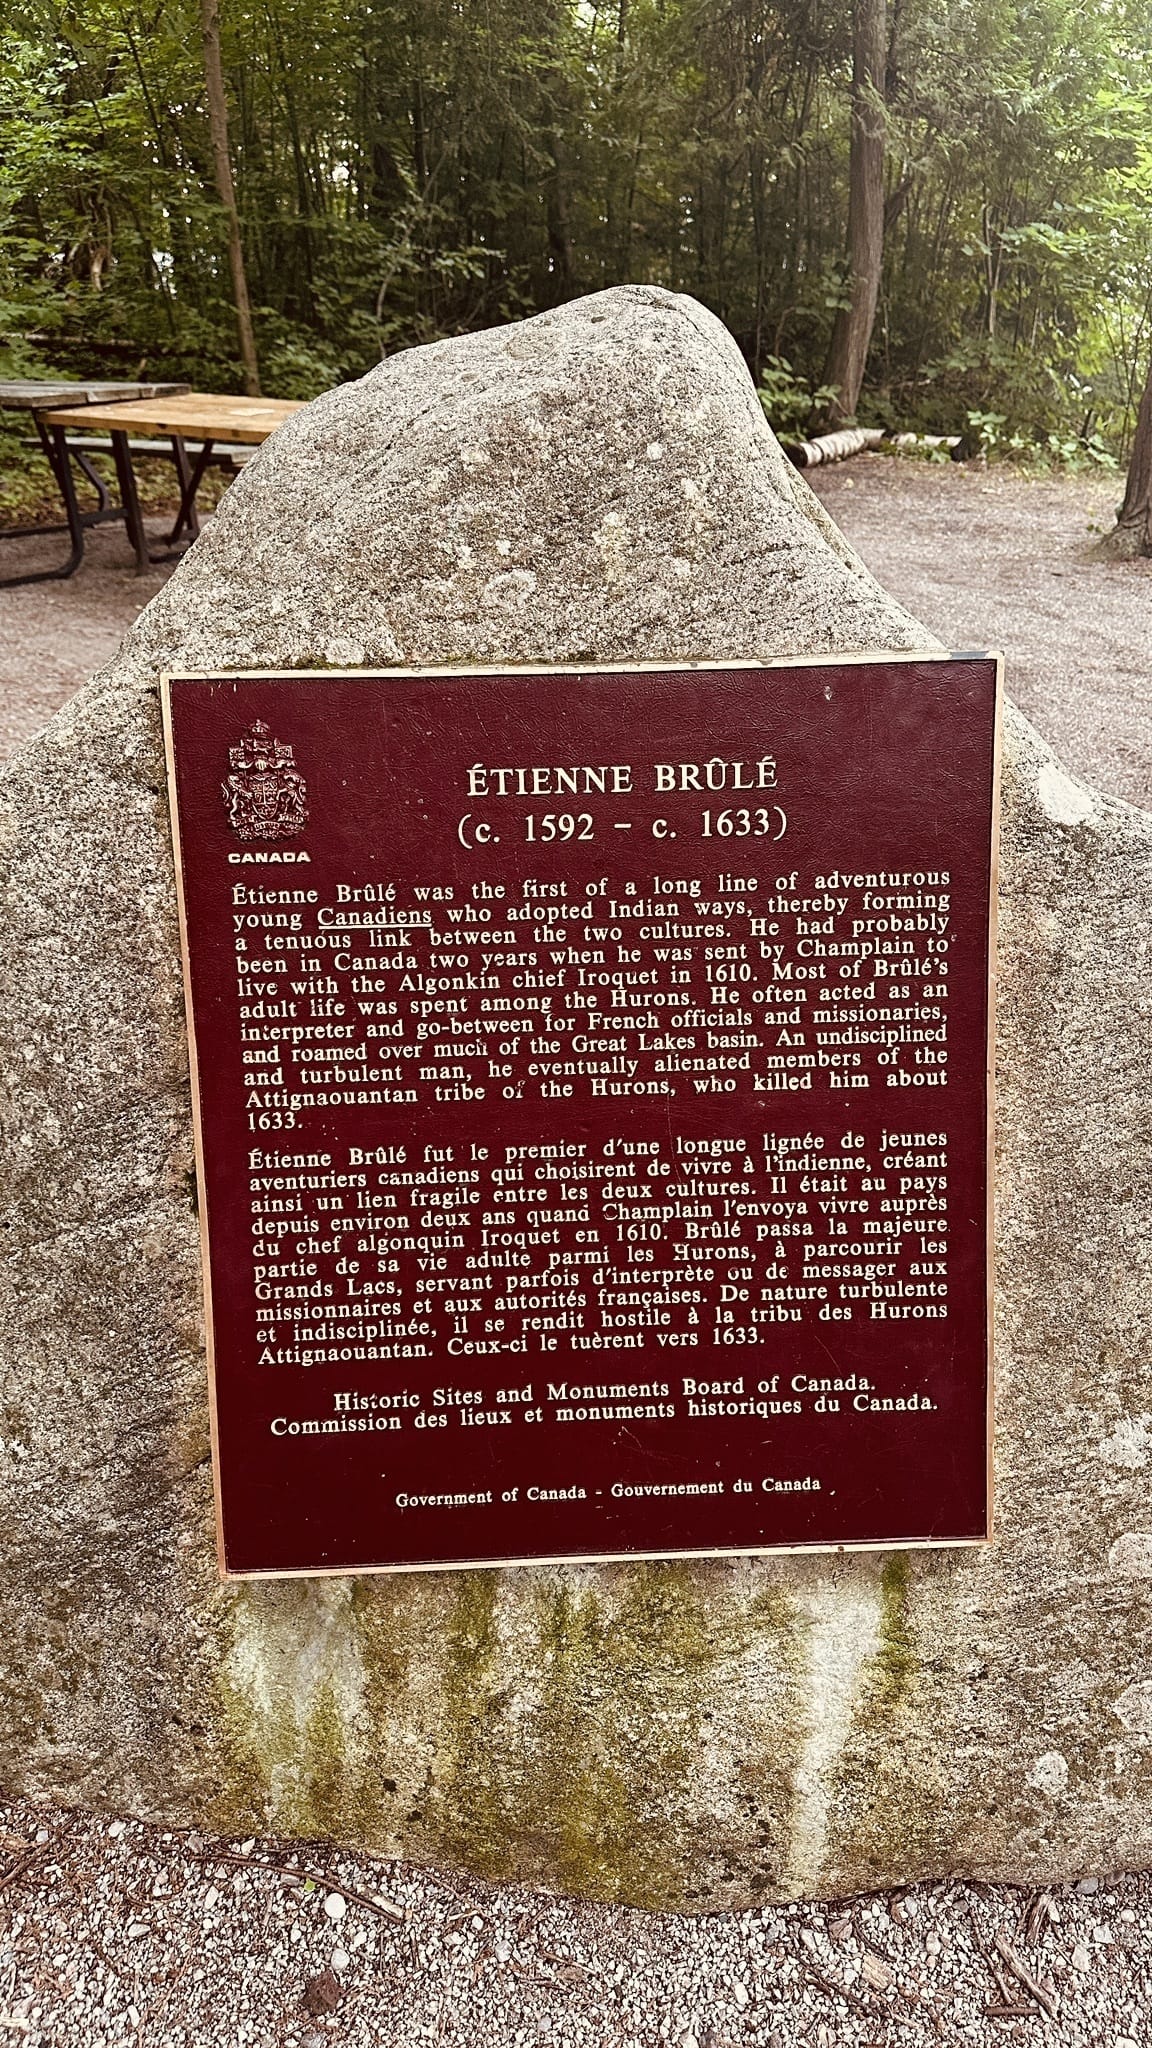 CANADA
ÉTIENNE BRÛLÉ
(c. 1592 – c. 1633)
Étienne Brûlé was the first of a long line of adventurous
young Canadiens who adopted Indian ways, thereby forming
a tenuous link between the two cultures. He had probably
been in Canada two years when he was sent by Champlain to
live with the Algonkin chief Iroquet in 1610. Most of Brûlé's
adult life was spent among the Hurons. He often acted as an
interpreter and go-between for French officials and missionaries,
and roamed over much of the Great Lakes basin. An undisciplined
and turbulent man, he eventually alienated members of the
Attignaouantan tribe of the Hurons, who killed him about
1633.
Étienne Brûlé fut le premier d'une longue lignée de jeunes
aventuriers canadiens qui choisirent de vivre à l'indienne, créant
ainsi un lien fragile entre les deux cultures. Il était au pays
depuis environ deux ans quand Champlain l'envoya vivre auprès
du chef algonquin Iroquet en 1610. Brûlé passa la majeure
partie de sa vie adulte parmi les Hurons, à parcourir les
Grands Lacs, servant parfois d'interprète ou de messager aux
missionnaires et aux autorités françaises. De nature turbulente
et indisciplinée, il se rendit hostile à la tribu des Hurons
Attignaouantan. Ceux-ci le tuèrent vers 1633.
Historic Sites and Monuments Board of Canada.
Commission des lieux et monuments historiques du Canada.
Government of Canada - Gouvernement du Canada